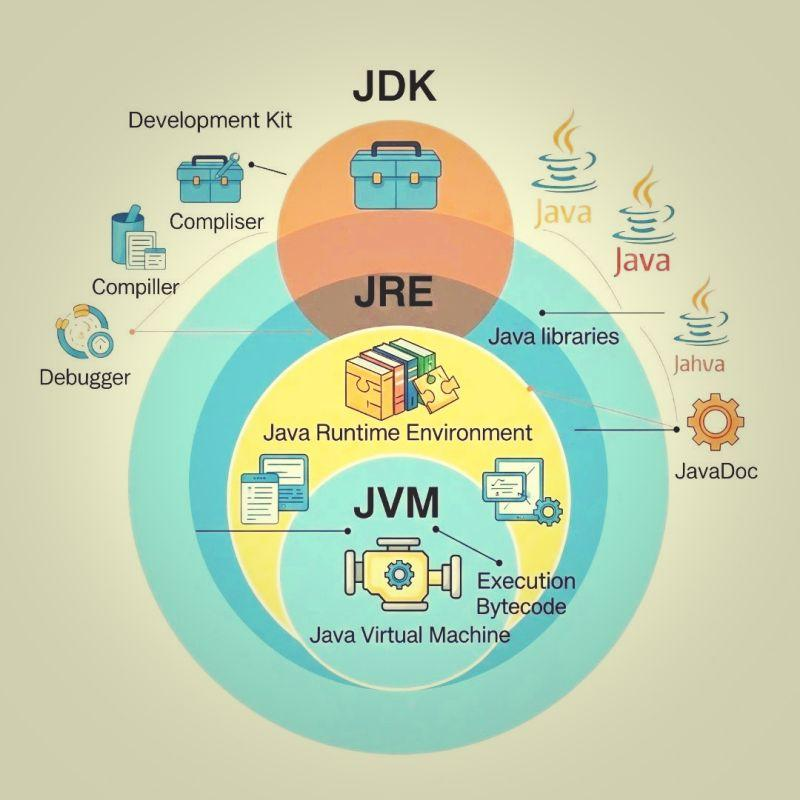 JDK
Development Kit
Compliser
Compiller
Debugger
Java
Java
JRE
Java libraries
Jahva
Java Runtime Environment
JavaDoc
JVM
Execution
Bytecode
Java Virtual Machine